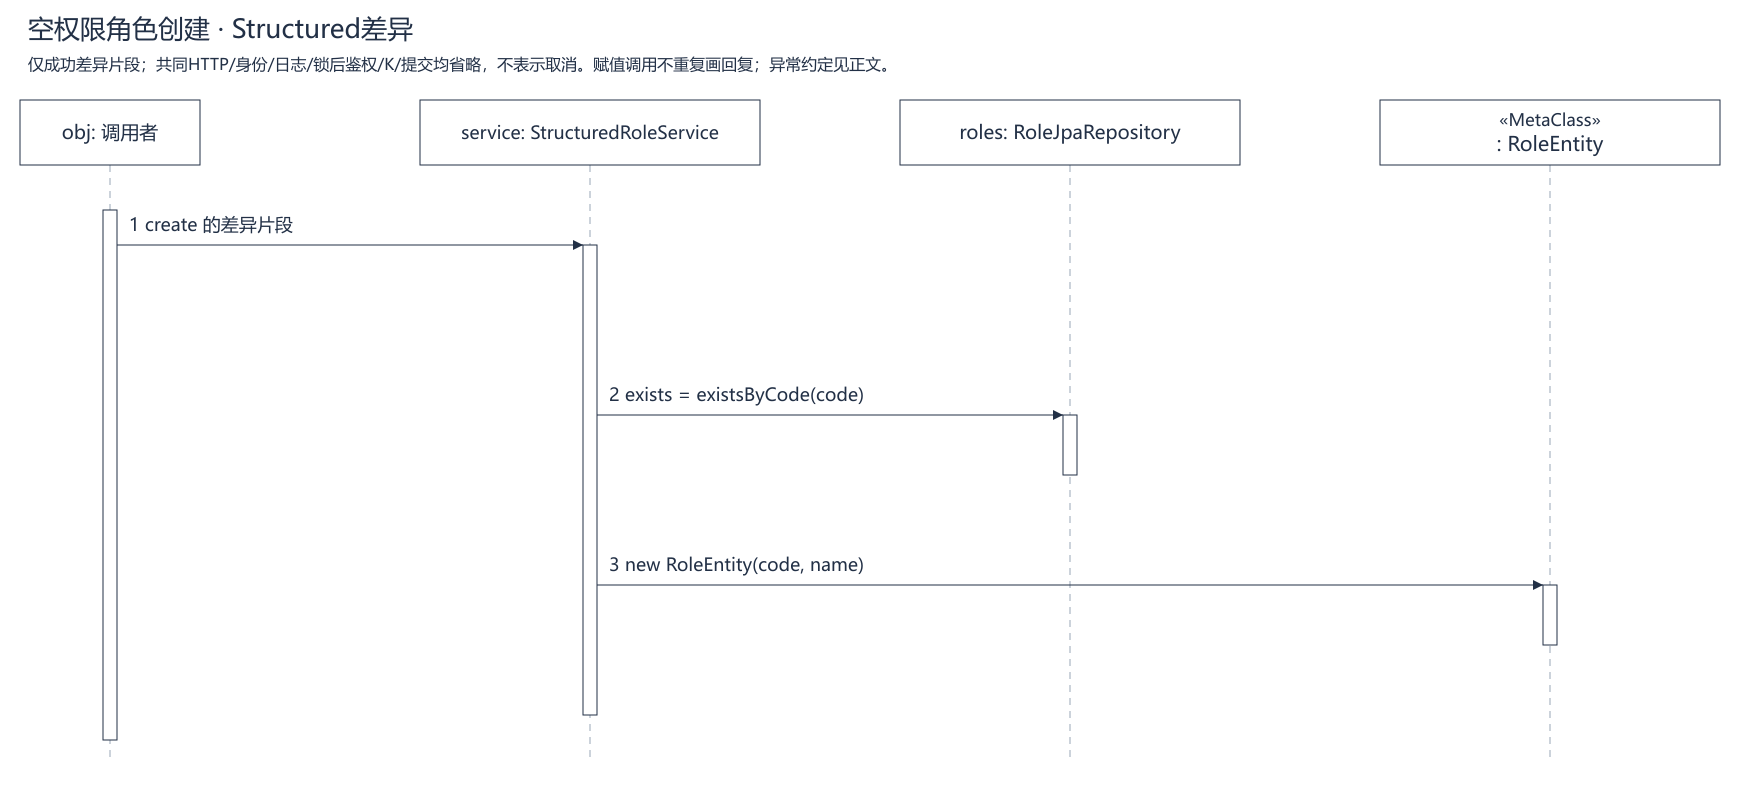 空权限角色创建 · Structured差异
仅成功差异片段；共同HTTP/身份/日志/锁后鉴权/K/提交均省略，不表示取消。赋值调用不重复画回复；异常约定见正文。
obj: 调用者
service: StructuredRoleService
roles: RoleJpaRepository
«MetaClass»
: RoleEntity
1 create 的差异片段
2 exists = existsByCode(code)
3 new RoleEntity(code, name)